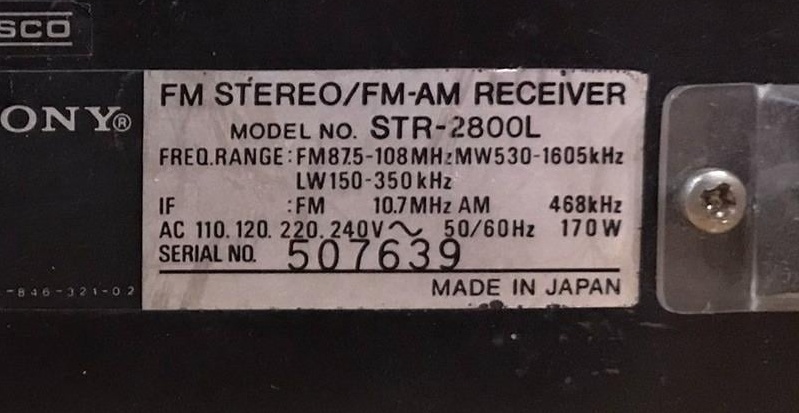 SCO
ONY®
FM STEREO/FM-AM RECEIVER
MODEL NO. STR-2800L
FREQ.RANGE:FM87.5-108MHz MW530-1605kHz
LW150-350kHz
IF :FM 10.7MHz AM 468kHz
AC 110. 120. 220. 240V～ 50/60Hz 170W
SERIAL NO. 507639
MADE IN JAPAN
-846-321-02